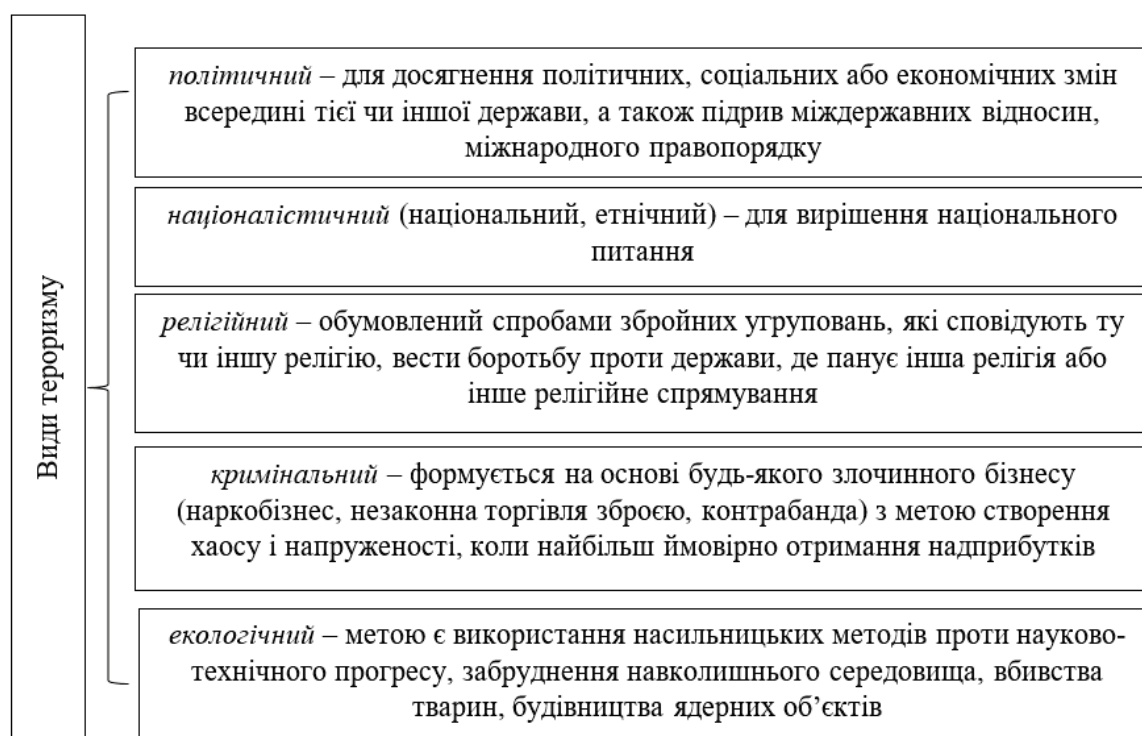 Види тероризму
політичний – для досягнення політичних, соціальних або економічних змін
всередині тієї чи іншої держави, а також підрив міждержавних відносин,
міжнародного правопорядку
націоналістичний (національний, етнічний) – для вирішення національного
питання
релігійний – обумовлений спробами збройних угруповань, які сповідують ту
чи іншу релігію, вести боротьбу проти держави, де панує інша релігія або
інше релігійне спрямування
кримінальний – формується на основі будь-якого злочинного бізнесу
(наркобізнес, незаконна торгівля зброєю, контрабанда) з метою створення
хаосу і напруженості, коли найбільш ймовірно отримання надприбутків
екологічний – метою є використання насильницьких методів проти науково-
технічного прогресу, забруднення навколишнього середовища, вбивства
тварин, будівництва ядерних об’єктів